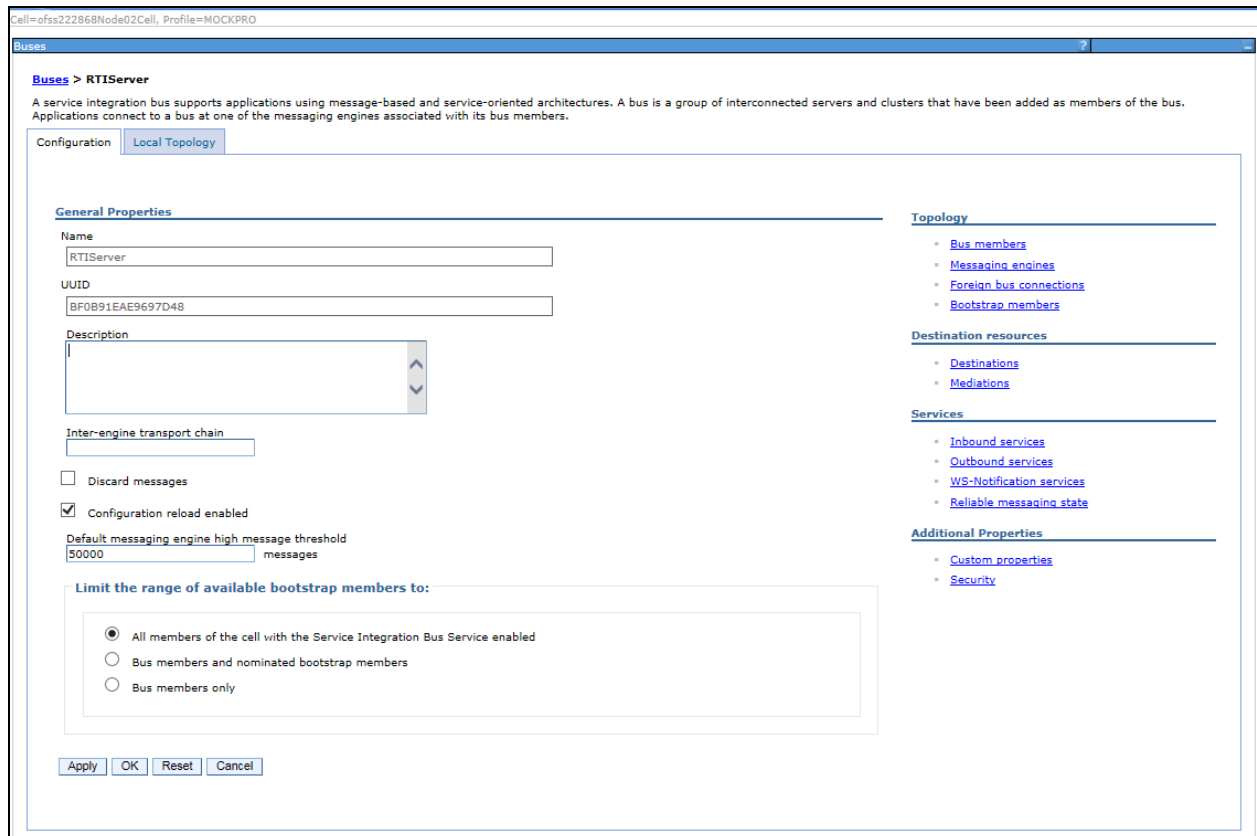 Cell=ofss222868Node02Cell, Profile=MOCKPRO
Buses
?
Buses > RTIServer
A service integration bus supports applications using message-based and service-oriented architectures. A bus is a group of interconnected servers and clusters that have been added as members of the bus.
Applications connect to a bus at one of the messaging engines associated with its bus members.
Configuration
Local Topology
General Properties
Name
RTIServer
UUID
BF0B91EAE9697D48
Description
Inter-engine transport chain
Discard messages
Configuration reload enabled
Default messaging engine high message threshold
50000 messages
Limit the range of available bootstrap members to:
All members of the cell with the Service Integration Bus Service enabled
Bus members and nominated bootstrap members
Bus members only
Apply OK Reset Cancel
Topology
Bus members
Messaging engines
Foreign bus connections
Bootstrap members
Destination resources
Destinations
Mediations
Services
Inbound services
Outbound services
WS-Notification services
Reliable messaging state
Additional Properties
Custom properties
Security